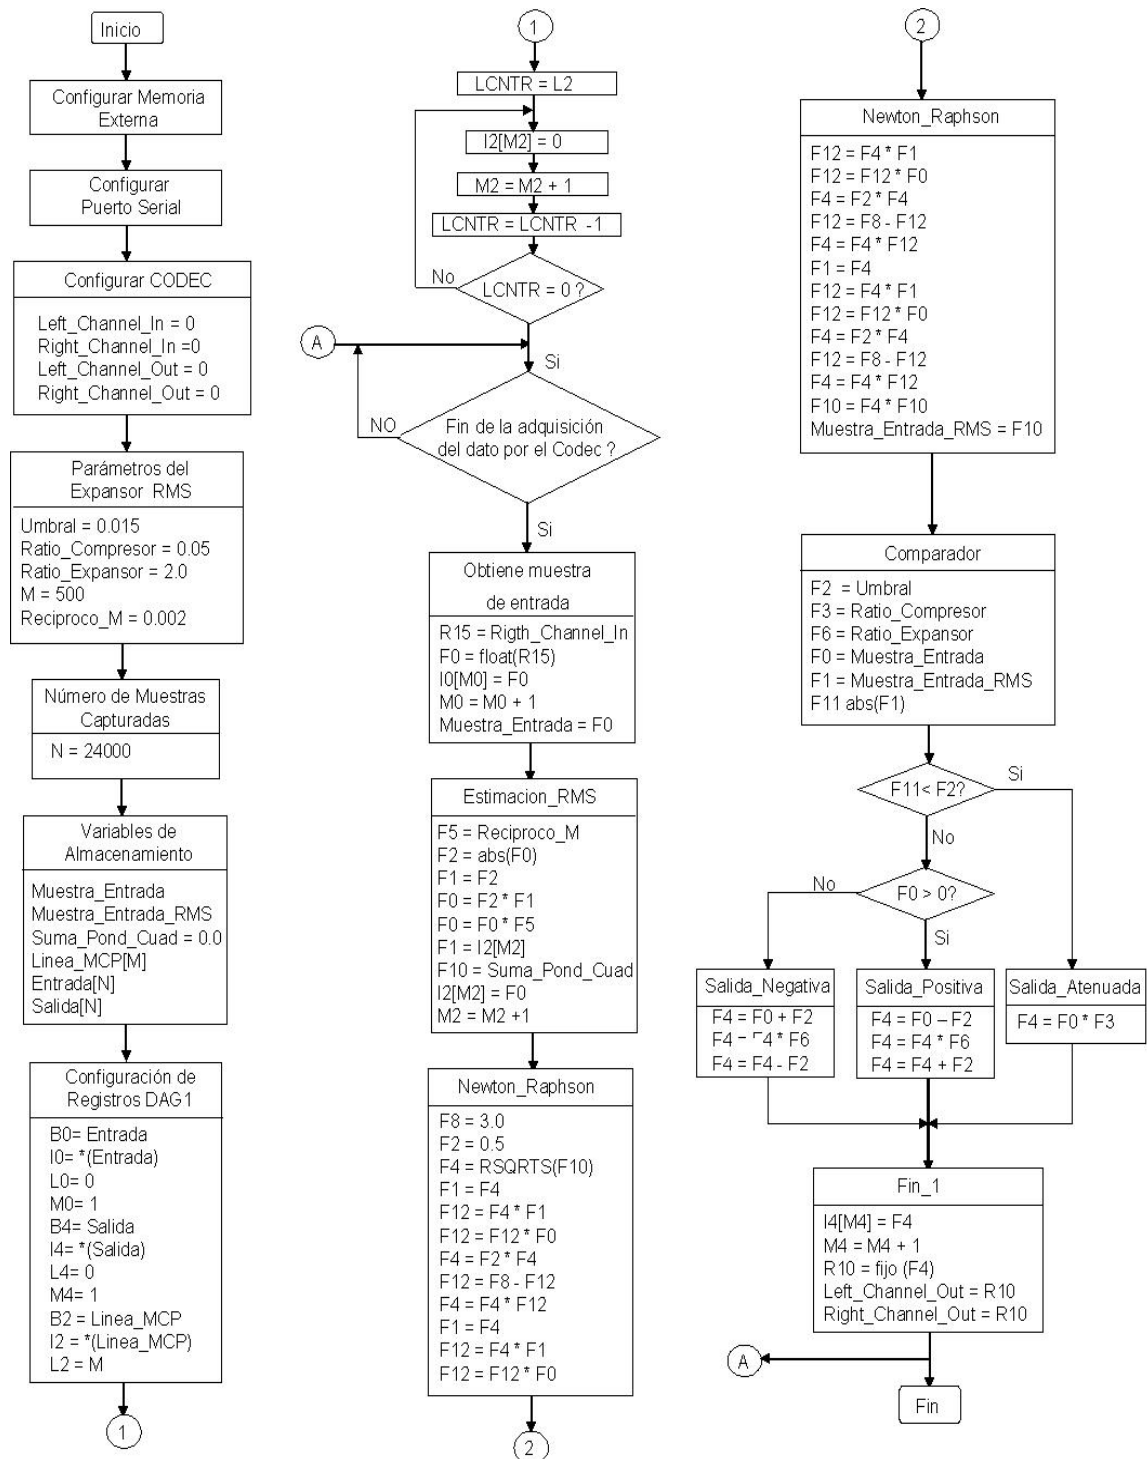 Inicio
Configurar Memoria
Externa
Configurar
Puerto Serial
Configurar CODEC
Left_Channel_In = 0
Right_Channel_In =0
Left_Channel_Out = 0
Right_Channel_Out = 0
Parámetros del
Expansor RMS
Umbral = 0.015
Ratio_Compresor = 0.05
Ratio_Expansor = 2.0
M = 500
Reciproco_M = 0.002
Número de Muestras
Capturadas
N = 24000
Variables de
Almacenamiento
Muestra_Entrada
Muestra_Entrada_RMS
Suma_Pond_Cuad = 0.0
Linea_MCP[M]
Entrada[N]
Salida[N]
Configuración de
Registros DAG1
B0= Entrada
I0= *(Entrada)
L0= 0
M0= 1
B4= Salida
I4= *(Salida)
L4= 0
M4= 1
B2 = Linea_MCP
I2 = *(Linea_MCP)
L2 = M
1
1
LCNTR = L2
I2[M2] = 0
M2 = M2 + 1
LCNTR = LCNTR -1
No
LCNTR = 0 ?
A
Si
NO
Fin de la adquisición
del dato por el Codec ?
Si
Obtiene muestra
de entrada
R15 = Rigth_Channel_In
F0 = float(R15)
I0[M0] = F0
M0 = M0 + 1
Muestra_Entrada = F0
Estimacion_RMS
F5 = Reciproco_M
F2 = abs(F0)
F1 = F2
F0 = F2 * F1
F0 = F0 * F5
F1 = I2[M2]
F10 = Suma_Pond_Cuad
I2[M2] = F0
M2 = M2 +1
Newton_Raphson
F8 = 3.0
F2 = 0.5
F4 = RSQRTS(F10)
F1 = F4
F12 = F4 * F1
F12 = F12 * F0
F4 = F2 * F4
F12 = F8 - F12
F4 = F4 * F12
F1 = F4
F12 = F4 * F1
F12 = F12 * F0
2
2
Newton_Raphson
F12 = F4 * F1
F12 = F12 * F0
F4 = F2 * F4
F12 = F8 - F12
F4 = F4 * F12
F1 = F4
F12 = F4 * F1
F12 = F12 * F0
F4 = F2 * F4
F12 = F8 - F12
F4 = F4 * F12
F10 = F4 * F10
Muestra_Entrada_RMS = F10
Comparador
F2 = Umbral
F3 = Ratio_Compresor
F6 = Ratio_Expansor
F0 = Muestra_Entrada
F1 = Muestra_Entrada_RMS
F11 abs(F1)
F11< F2?
Si
No
F0 > 0?
No
Si
Salida_Negativa
F4 = F0 + F2
F4 = F4 * F6
F4 = F4 - F2
Salida_Positiva
F4 = F0 – F2
F4 = F4 * F6
F4 = F4 + F2
Salida_Atenuada
F4 = F0 * F3
Fin_1
I4[M4] = F4
M4 = M4 + 1
R10 = fijo (F4)
Left_Channel_Out = R10
Right_Channel_Out = R10
A
Fin